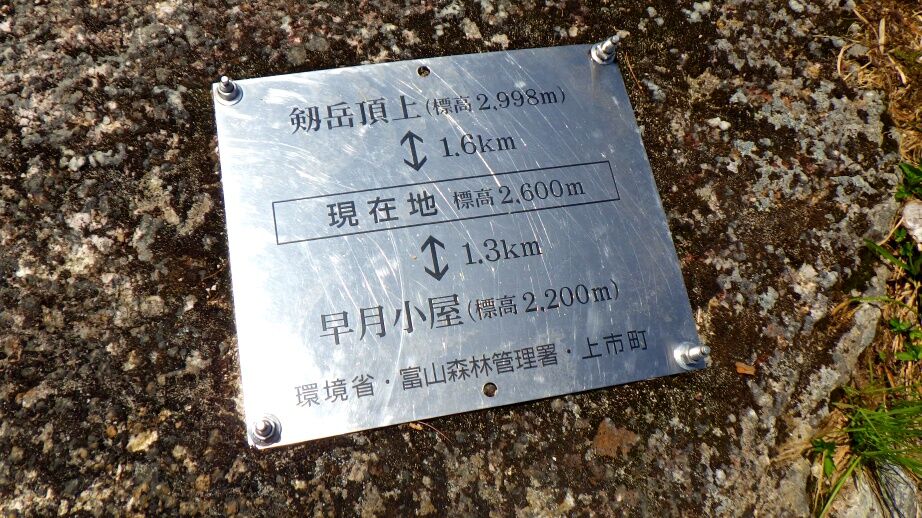 剱岳頂上(標高2,998m)
↕ 1.6km
現在地 標高2,600m
↕ 1.3km
早月小屋(標高2,200m)
環境省・富山森林管理署・上市町